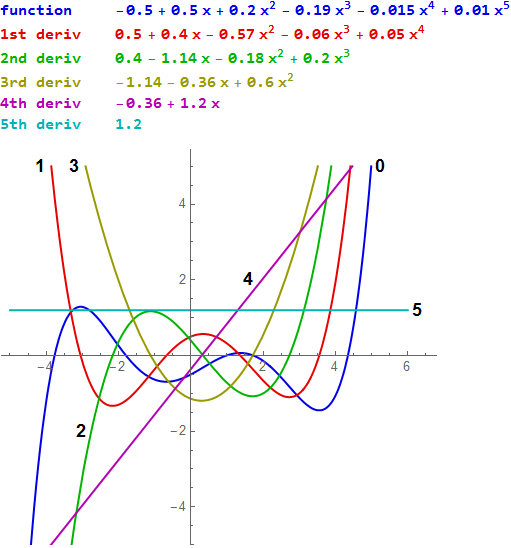 function -0.5 + 0.5 x + 0.2 x² - 0.19 x³ - 0.015 x⁴ + 0.01 x⁵
1st deriv 0.5 + 0.4 x - 0.57 x² - 0.06 x³ + 0.05 x⁴
2nd deriv 0.4 - 1.14 x - 0.18 x² + 0.2 x³
3rd deriv -1.14 - 0.36 x + 0.6 x²
4th deriv -0.36 + 1.2 x
5th deriv 1.2
1 3 0
4
2
4
5
-4 -2 2 4 6
2
-2
-4